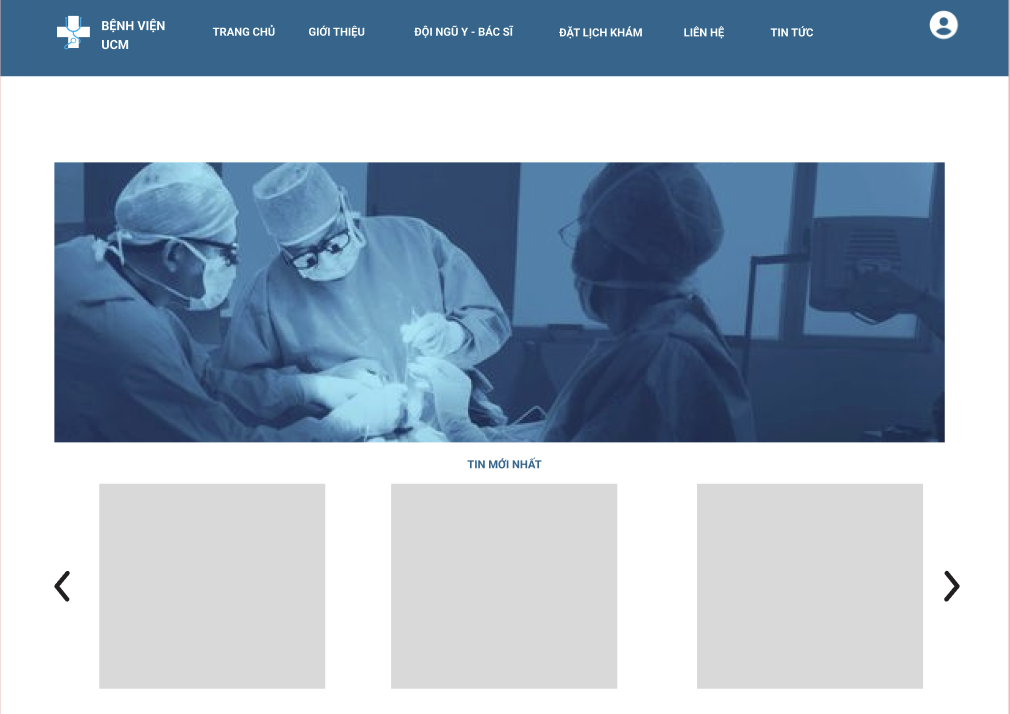 BỆNH VIỆN
UCM
TRANG CHỦ
GIỚI THIỆU
ĐỘI NGŨ Y - BÁC SĨ
ĐẶT LỊCH KHÁM
LIÊN HỆ
TIN TỨC
TIN MỚI NHẤT